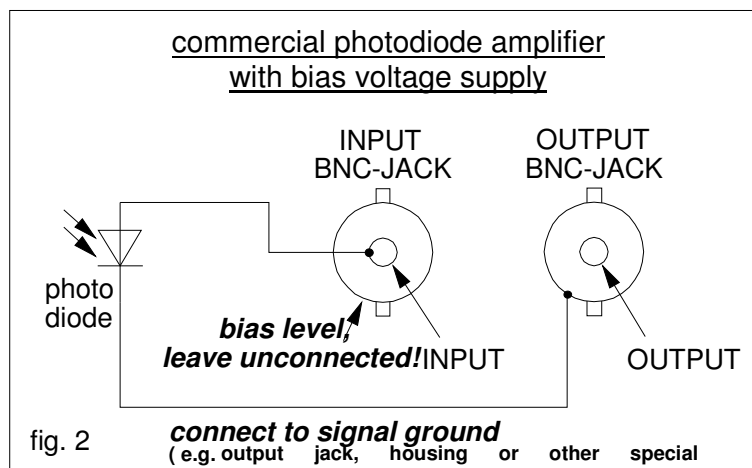 commercial photodiode amplifier
with bias voltage supply
INPUT
BNC-JACK
OUTPUT
BNC-JACK
photo
diode
bias level,
leave unconnected!
INPUT
OUTPUT
fig. 2
connect to signal ground
( e.g. output jack, housing or other special